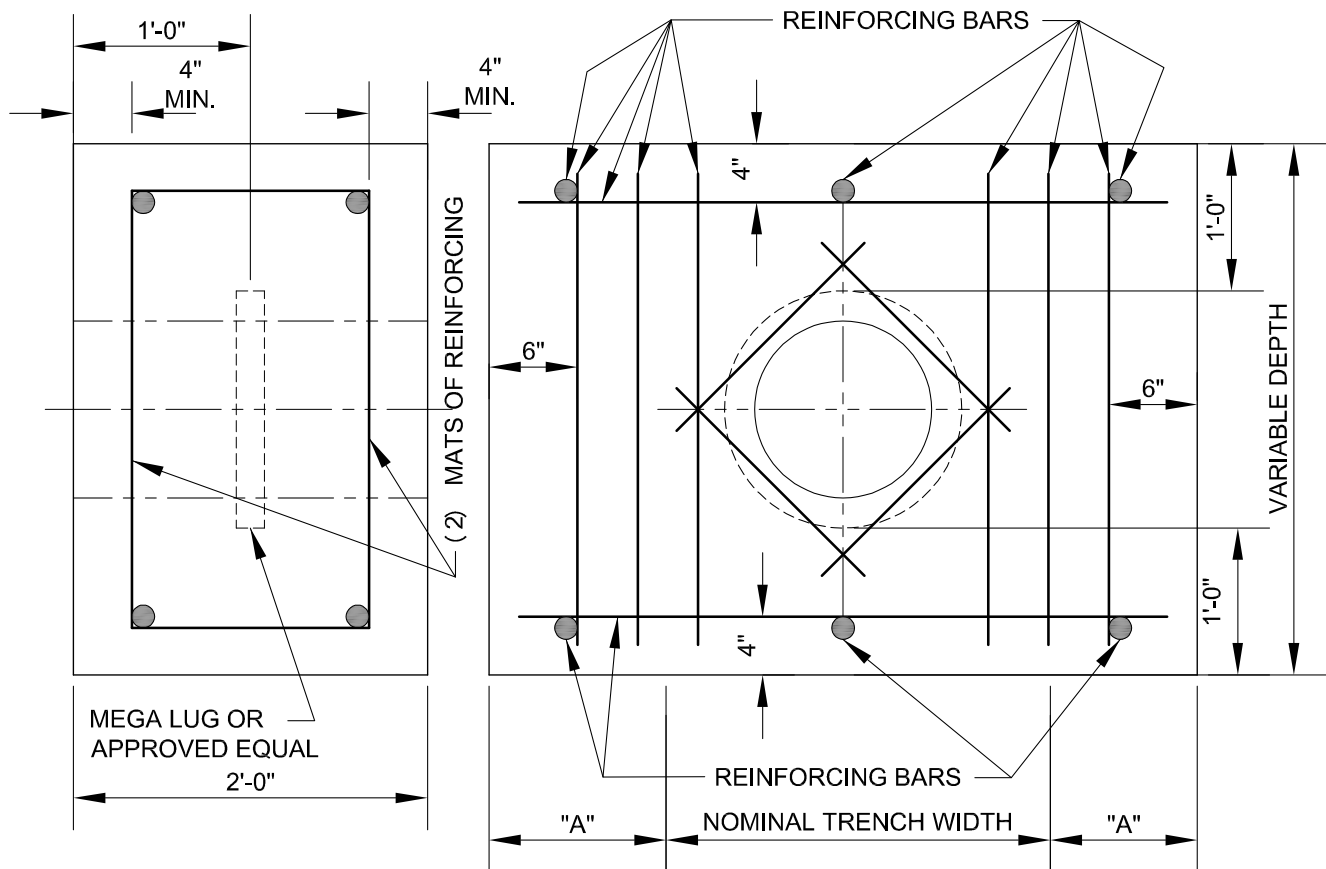 1'-0"
REINFORCING BARS
4"
MIN.
4"
MIN.
4"
1'-0"
(2) MATS OF REINFORCING
6"
6"
VARIABLE DEPTH
4"
1'-0"
MEGA LUG OR
APPROVED EQUAL
2'-0"
REINFORCING BARS
"A"
NOMINAL TRENCH WIDTH
"A"